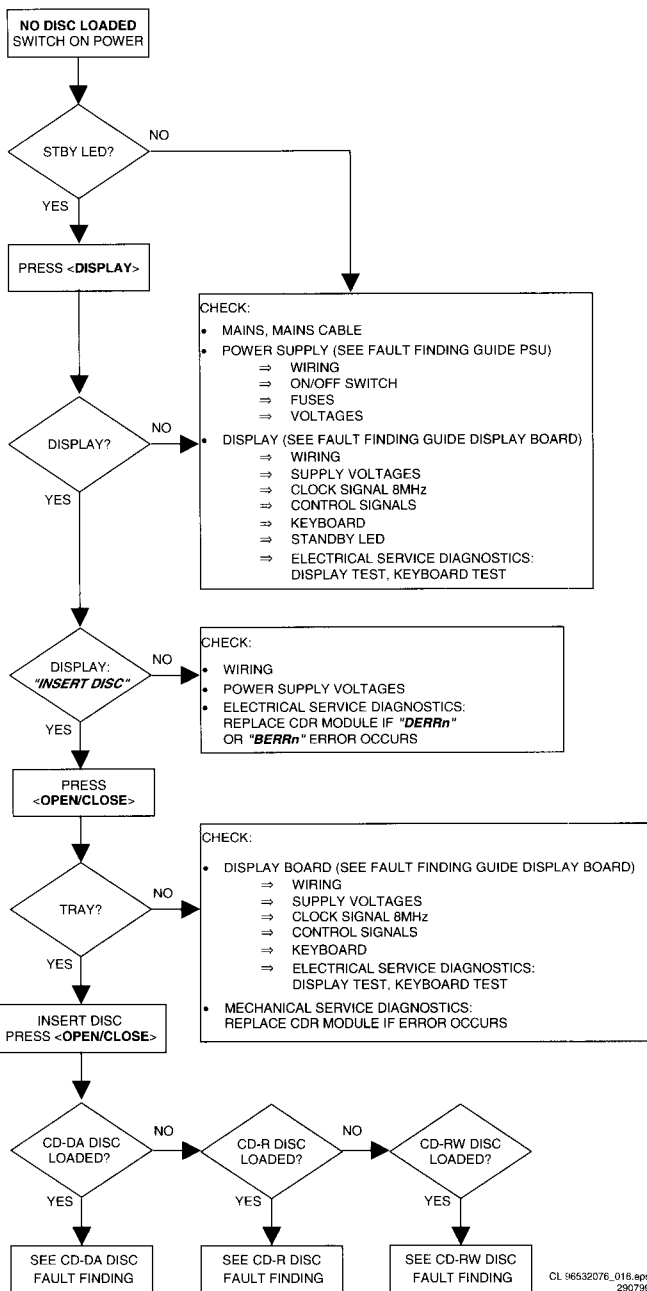 NO DISC LOADED
SWITCH ON POWER
STBY LED?
NO
YES
PRESS <DISPLAY>
CHECK:
• MAINS, MAINS CABLE
• POWER SUPPLY (SEE FAULT FINDING GUIDE PSU)
⇒ WIRING
⇒ ON/OFF SWITCH
⇒ FUSES
⇒ VOLTAGES
• DISPLAY (SEE FAULT FINDING GUIDE DISPLAY BOARD)
⇒ WIRING
⇒ SUPPLY VOLTAGES
⇒ CLOCK SIGNAL 8MHz
⇒ CONTROL SIGNALS
⇒ KEYBOARD
⇒ STANDBY LED
⇒ ELECTRICAL SERVICE DIAGNOSTICS:
DISPLAY TEST, KEYBOARD TEST
DISPLAY?
NO
YES
DISPLAY:
"INSERT DISC"
NO
YES
CHECK:
• WIRING
• POWER SUPPLY VOLTAGES
• ELECTRICAL SERVICE DIAGNOSTICS:
REPLACE CDR MODULE IF "DERRn"
OR "BERRn" ERROR OCCURS
PRESS
<OPEN/CLOSE>
TRAY?
NO
YES
CHECK:
• DISPLAY BOARD (SEE FAULT FINDING GUIDE DISPLAY BOARD)
⇒ WIRING
⇒ SUPPLY VOLTAGES
⇒ CLOCK SIGNAL 8MHz
⇒ CONTROL SIGNALS
⇒ KEYBOARD
⇒ ELECTRICAL SERVICE DIAGNOSTICS:
DISPLAY TEST, KEYBOARD TEST
• MECHANICAL SERVICE DIAGNOSTICS:
REPLACE CDR MODULE IF ERROR OCCURS
INSERT DISC
PRESS <OPEN/CLOSE>
CD-DA DISC
LOADED?
NO
YES
CD-R DISC
LOADED?
NO
YES
CD-RW DISC
LOADED?
YES
SEE CD-DA DISC
FAULT FINDING
SEE CD-R DISC
FAULT FINDING
SEE CD-RW DISC
FAULT FINDING
CL 96532076_016.eps
290799